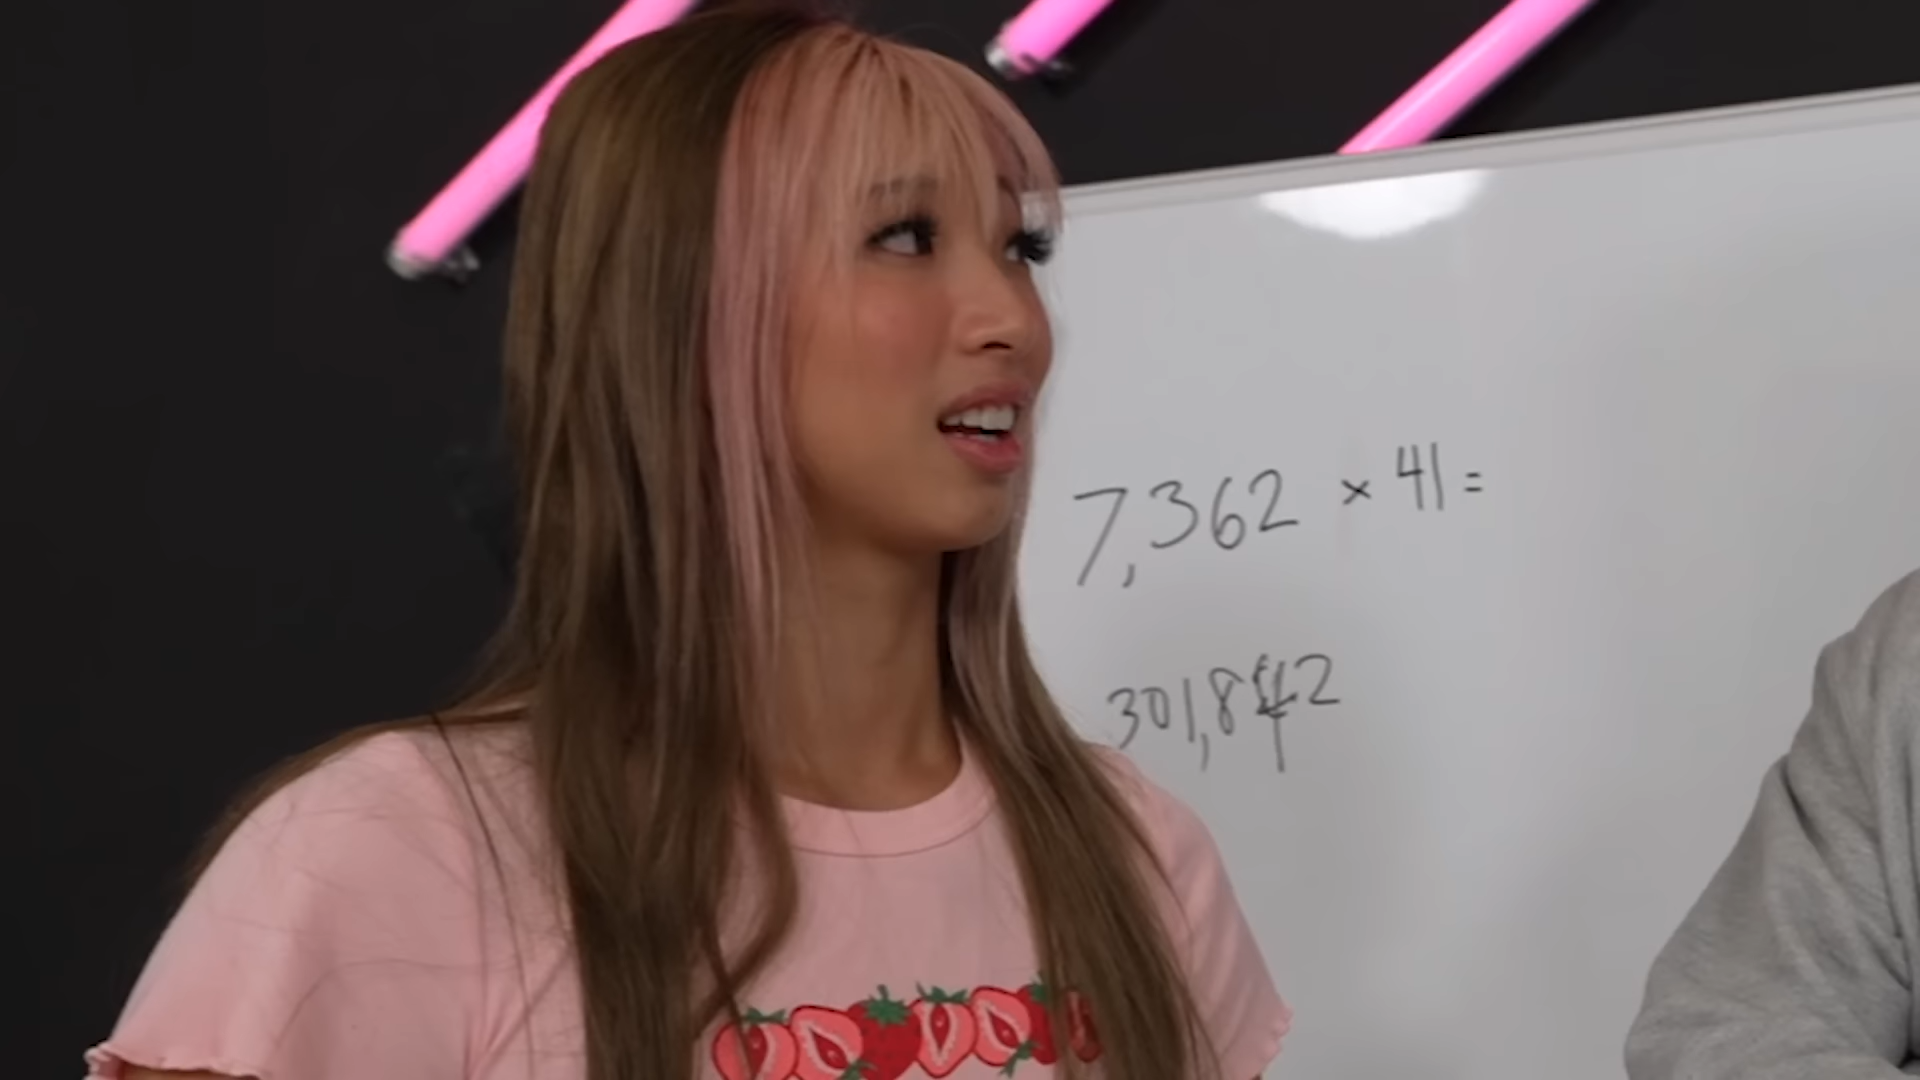 7,362 × 41 =
301,842